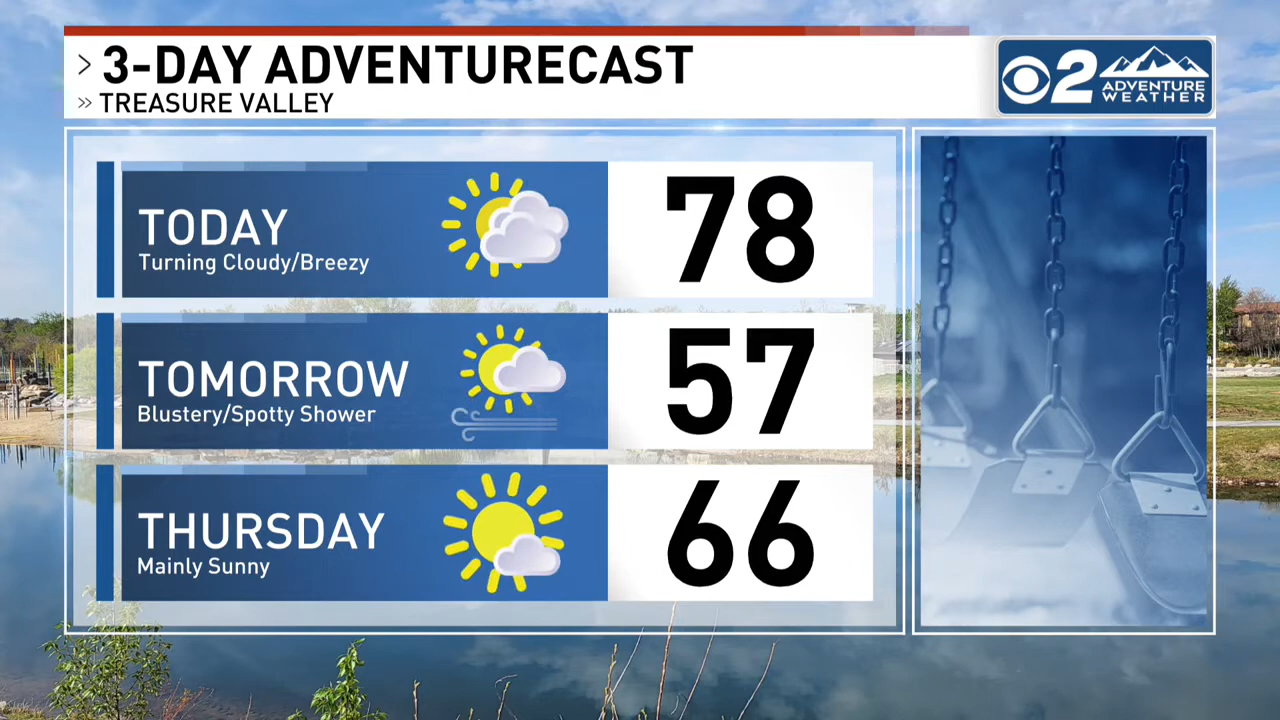 > 3-DAY ADVENTURECAST
» TREASURE VALLEY
2 ADVENTURE
WEATHER
TODAY
Turning Cloudy/Breezy
78
TOMORROW
Blustery/Spotty Shower
57
THURSDAY
Mainly Sunny
66